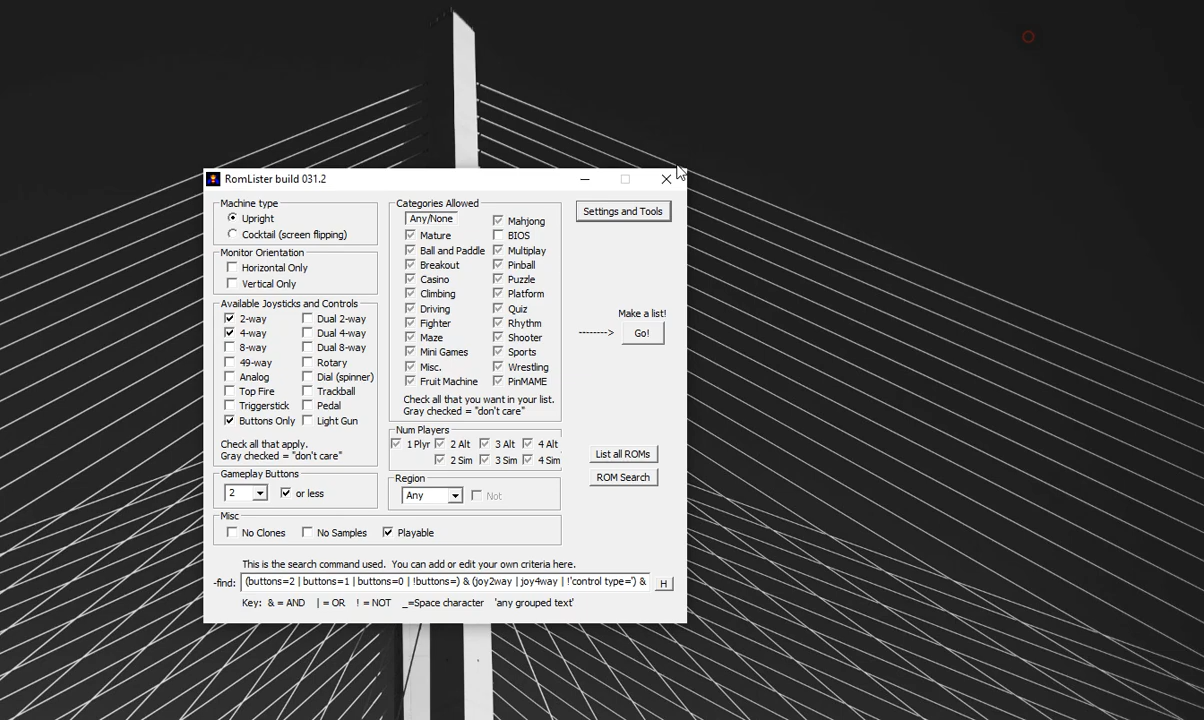 RomLister build 031.2
Machine type
Upright
Cocktail (screen flipping)
Monitor Orientation
Horizontal Only
Vertical Only
Available Joysticks and Controls
2-way
Dual 2-way
4-way
Dual 4-way
8-way
Dual 8-way
49-way
Rotary
Analog
Dial (spinner)
Top Fire
Trackball
Triggerstick
Pedal
Buttons Only
Light Gun
Check all that apply.
Gray checked = "don't care"
Gameplay Buttons
2
or less
Categories Allowed
Any/None
Mahjong
Mature
BIOS
Ball and Paddle
Multiplay
Breakout
Pinball
Casino
Puzzle
Climbing
Platform
Driving
Quiz
Fighter
Rhythm
Maze
Shooter
Mini Games
Sports
Misc.
Wrestling
Fruit Machine
PinMAME
Check all that you want in your list.
Gray checked = "don't care"
Num Players
1 Plyr
2 Alt
3 Alt
4 Alt
2 Sim
3 Sim
4 Sim
Region
Any
Not
Settings and Tools
Make a list!
-------->
Go!
List all ROMs
ROM Search
Misc
No Clones
No Samples
Playable
This is the search command used. You can add or edit your own criteria here.
-find:
(buttons=2 | buttons=1 | buttons=0 | !buttons=) & (joy2way | joy4way | !'control type=') &
H
Key: & = AND | = OR ! = NOT _=Space character 'any grouped text'